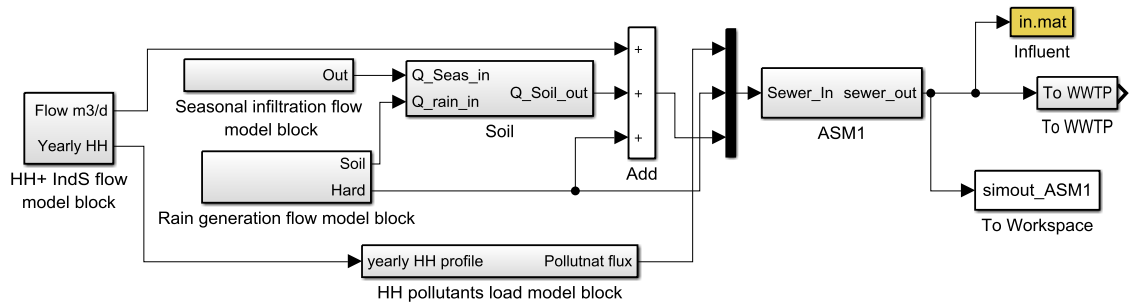 in.mat
Influent
Out
Seasonal infiltration flow
model block
Q_Seas_in
Q_rain_in
Q_Soil_out
Soil
+
+
+
Add
Sewer_In sewer_out
ASM1
To WWTP
To WWTP
Flow m3/d
Yearly HH
HH+ IndS flow
model block
Soil
Hard
Rain generation flow model block
simout_ASM1
To Workspace
yearly HH profile Pollutnat flux
HH pollutants load model block